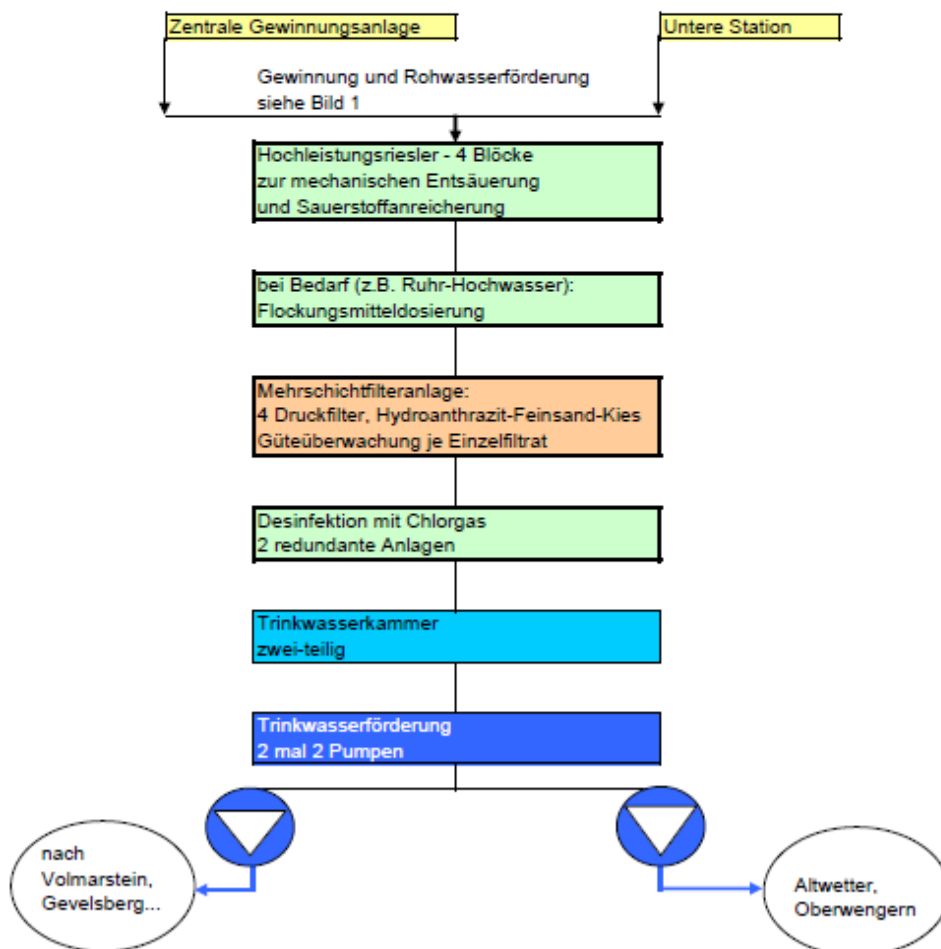 Zentrale Gewinnungsanlage
Untere Station
Gewinnung und Rohwasserförderung
siehe Bild 1
Hochleistungsriesler - 4 Blöcke
zur mechanischen Entsäuerung
und Sauerstoffanreicherung
bei Bedarf (z.B. Ruhr-Hochwasser):
Flockungsmitteldosierung
Mehrschichtfilteranlage:
4 Druckfilter, Hydroanthrazit-Feinsand-Kies
Güteüberwachung je Einzelfiltrat
Desinfektion mit Chlorgas
2 redundante Anlagen
Trinkwasserkammer
zwei-teilig
Trinkwasserförderung
2 mal 2 Pumpen
nach
Volmarstein,
Gevelsberg...
Altwetter,
Oberwengern